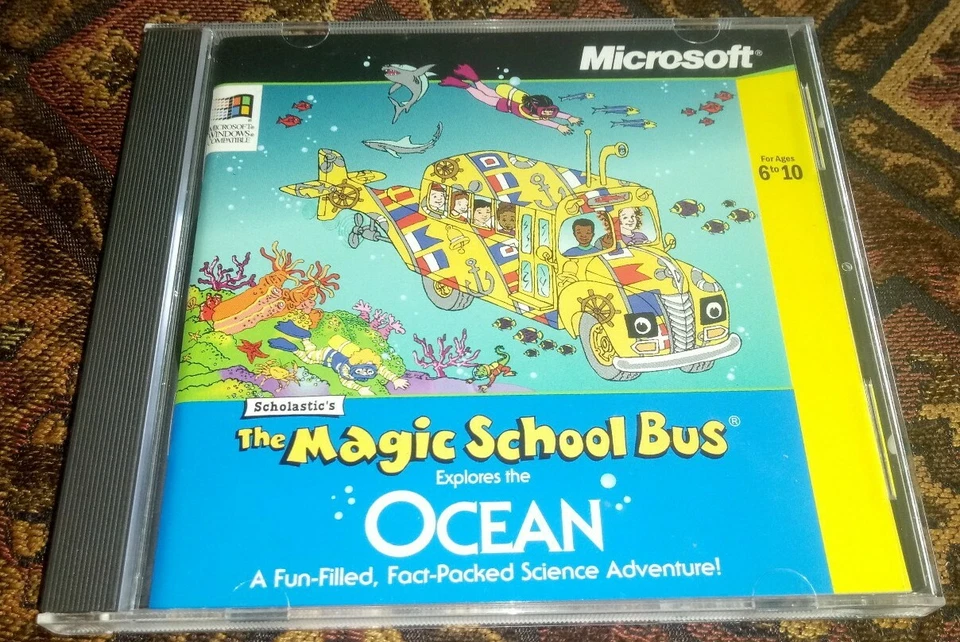 Microsoft®
MICROSOFT®
WINDOWS®
COMPATIBLE
For Ages
6 to 10
Scholastic's
The Magic School Bus®
Explores the
OCEAN
A Fun-Filled, Fact-Packed Science Adventure!